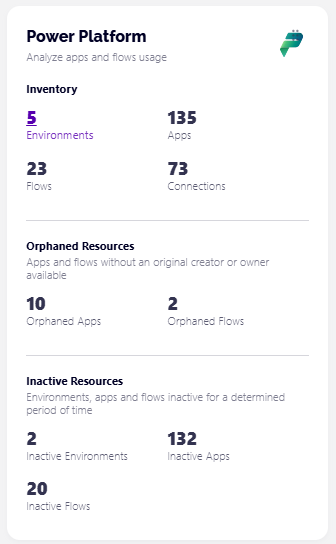 Power Platform
Analyze apps and flows usage
Inventory
5 135
Environments Apps
23 73
Flows Connections
Orphaned Resources
Apps and flows without an original creator or owner
available
10 2
Orphaned Apps Orphaned Flows
Inactive Resources
Environments, apps and flows inactive for a determined
period of time
2 132
Inactive Environments Inactive Apps
20
Inactive Flows